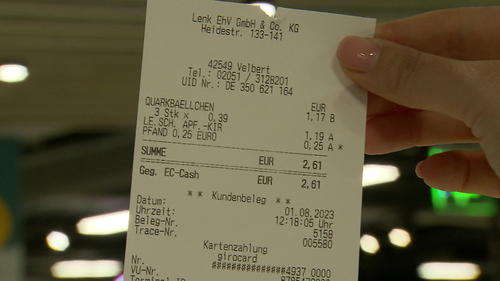 Lenk EhV GmbH & Co. KG
Heidestr. 133-141
42549 Velbert
Tel.: 02051 / 3128201
UID Nr.: DE 350 621 164
EUR
QUARKBAELLCHEN 1,17 B
3 Stk x 0,39
LE.SCH. APF.-KIR 1,19 A
PFAND 0,25 EURO 0,25 A *
SUMME EUR 2,61
Geg. EC-Cash EUR 2,61
* * Kundenbeleg * *
Datum: 01.08.2023
Uhrzeit: 12:18:05 Uhr
Beleg-Nr. 5158
Trace-Nr. 005580
Kartenzahlung
girocard
Nr. ###############4937 0000
VU-Nr.